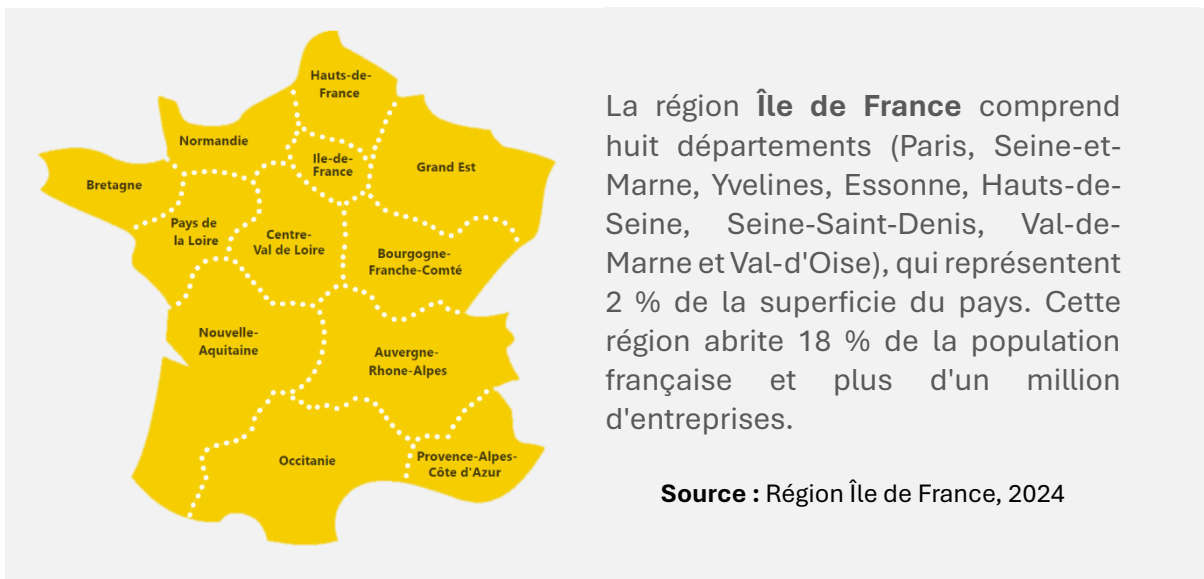 Hauts-de-
France
Normandie
Ile-de-
France
Grand Est
Bretagne
Pays de
la Loire
Centre-
Val de Loire
Bourgogne-
Franche-Comté
Nouvelle-
Aquitaine
Auvergne-
Rhone-Alpes
Occitanie
Provence-Alpes-
Côte d'Azur
La région Île de France comprend
huit départements (Paris, Seine-et-
Marne, Yvelines, Essonne, Hauts-de-
Seine, Seine-Saint-Denis, Val-de-
Marne et Val-d'Oise), qui représentent
2 % de la superficie du pays. Cette
région abrite 18 % de la population
française et plus d'un million
d'entreprises.
Source : Région Île de France, 2024